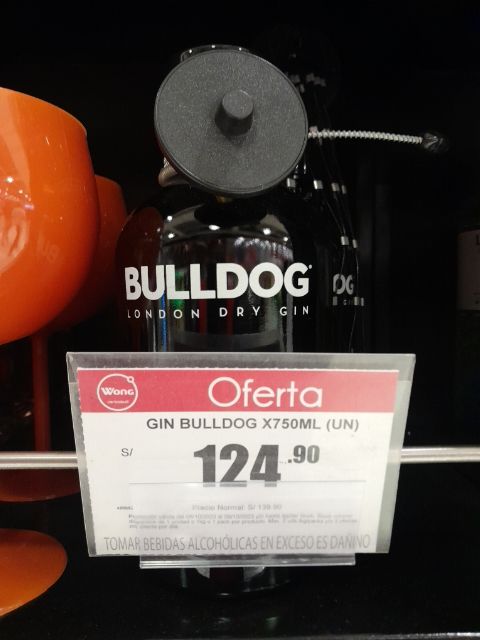 BULLDOG
LONDON DRY GIN
OG
Wong
Oferta
GIN BULLDOG X750ML (UN)
S/
124.90
Precio Normal: S/ 139.90
TOMAR BEBIDAS ALCOHÓLICAS EN EXCESO ES DAÑINO